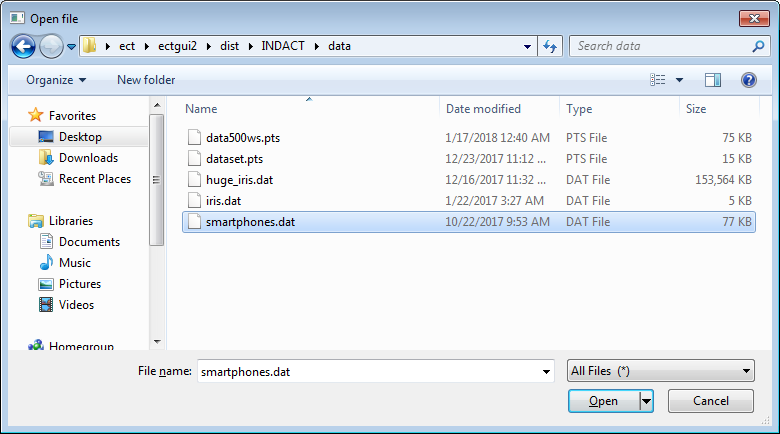 Open file
ect ectgui2 dist INDACT data Search data
Organize New folder
Name Date modified Type Size
Favorites
Desktop
Downloads
Recent Places
Libraries
Documents
Music
Pictures
Videos
Homegroup
data500ws.pts 1/17/2018 12:40 AM PTS File 75 KB
dataset.pts 12/23/2017 11:12 ... PTS File 15 KB
huge_iris.dat 12/16/2017 11:32 ... DAT File 153,564 KB
iris.dat 1/22/2017 3:27 AM DAT File 5 KB
smartphones.dat 10/22/2017 9:53 AM DAT File 77 KB
File name: smartphones.dat All Files (*)
Open Cancel